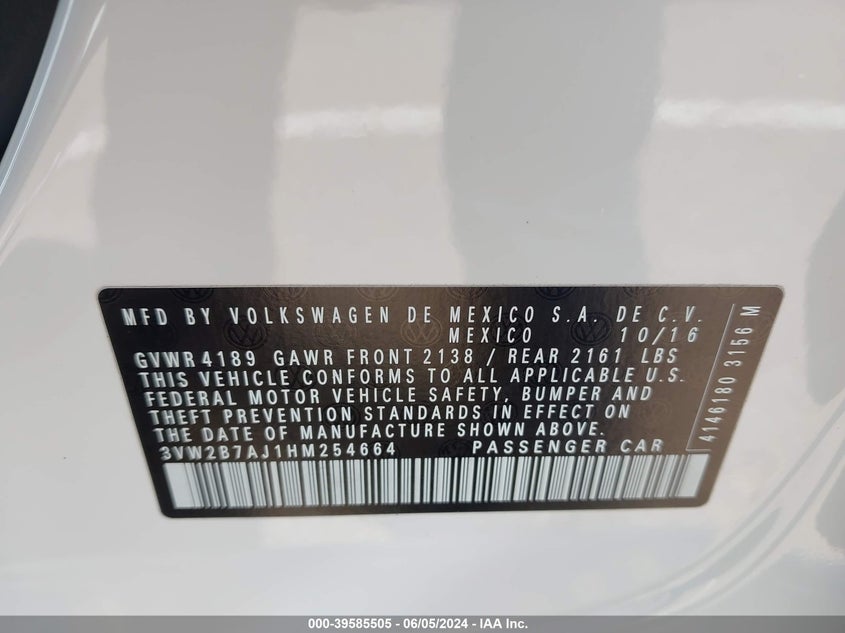 MFD BY VOLKSWAGEN DE MEXICO S.A. DE C.V.
MEXICO 10/16
GVWR 4189 GAWR FRONT 2138 / REAR 2161 LBS
THIS VEHICLE CONFORMS TO ALL APPLICABLE U.S.
FEDERAL MOTOR VEHICLE SAFETY, BUMPER AND
THEFT PREVENTION STANDARDS IN EFFECT ON
THE DATE OF MANUFACTURE SHOWN ABOVE.
3VW2B7AJ1HM254664 PASSENGER CAR
4146180 3156 M
000-39585505 - 06/05/2024 - IAA Inc.